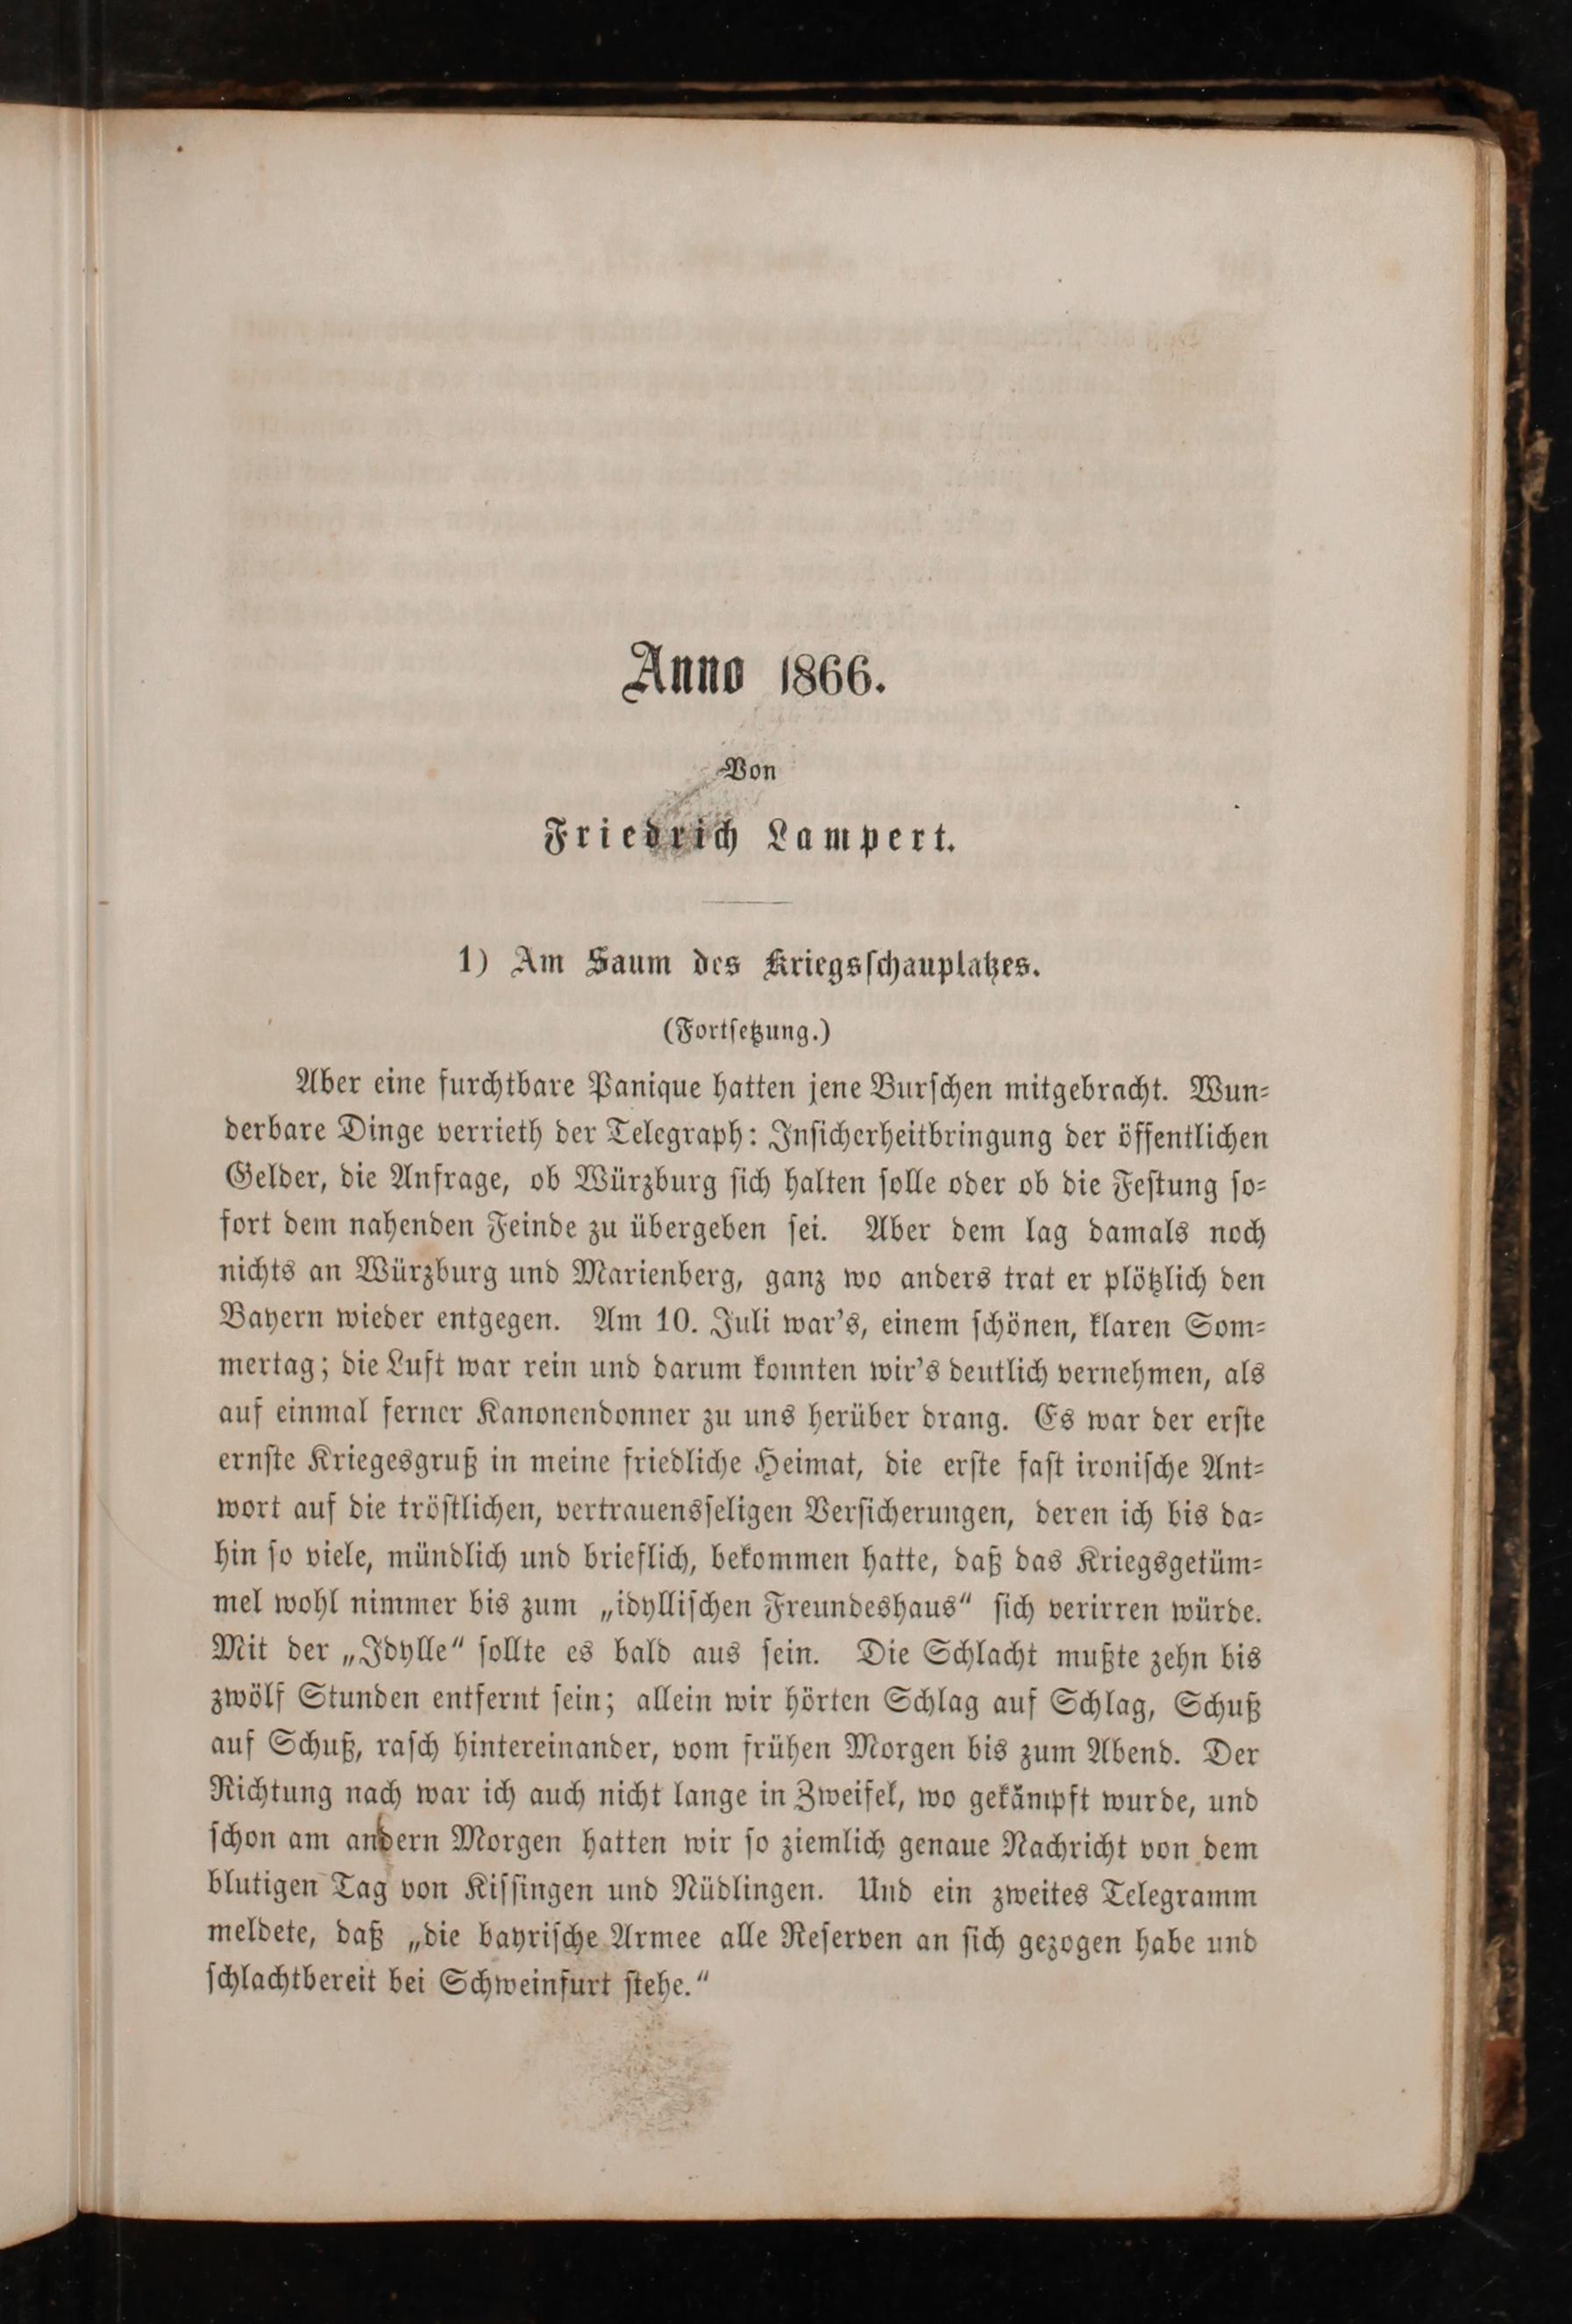 Anno 1866.
Von
Friedrich Lampert.
1) Am Saum des Kriegsſchauplatzes.
(Fortſetzung.)
Aber eine furchtbare Panique hatten jene Burſchen mitgebracht. Wun⸗
derbare Dinge verrieth der Telegraph: Inſicherheitbringung der öffentlichen
Gelder, die Anfrage, ob Würzburg ſich halten ſolle oder ob die Feſtung ſo⸗
fort dem nahenden Feinde zu übergeben ſei. Aber dem lag damals noch
nichts an Würzburg und Marienberg, ganz wo anders trat er plötzlich den
Bayern wieder entgegen. Am 10. Juli war's, einem ſchönen, klaren Som⸗
mertag; die Luft war rein und darum konnten wir's deutlich vernehmen, als
auf einmal ferner Kanonendonner zu uns herüber drang. Es war der erſte
ernſte Kriegesgruß in meine friedliche Heimat, die erſte faſt ironiſche Ant⸗
wort auf die tröſtlichen, vertrauensſeligen Verſicherungen, deren ich bis da⸗
hin ſo viele, mündlich und brieflich, bekommen hatte, daß das Kriegsgetüm⸗
mel wohl nimmer bis zum „idylliſchen Freundeshaus“ ſich verirren würde.
Mit der „Idylle“ ſollte es bald aus ſein. Die Schlacht mußte zehn bis
zwölf Stunden entfernt ſein; allein wir hörten Schlag auf Schlag, Schuß
auf Schuß, raſch hintereinander, vom frühen Morgen bis zum Abend. Der
Richtung nach war ich auch nicht lange in Zweifel, wo gekämpft wurde, und
ſchon am andern Morgen hatten wir ſo ziemlich genaue Nachricht von dem
blutigen Tag von Kiſſingen und Nüdlingen. Und ein zweites Telegramm
meldete, daß „die bayriſche Armee alle Reſerven an ſich gezogen habe und
ſchlachtbereit bei Schweinfurt ſtehe.“